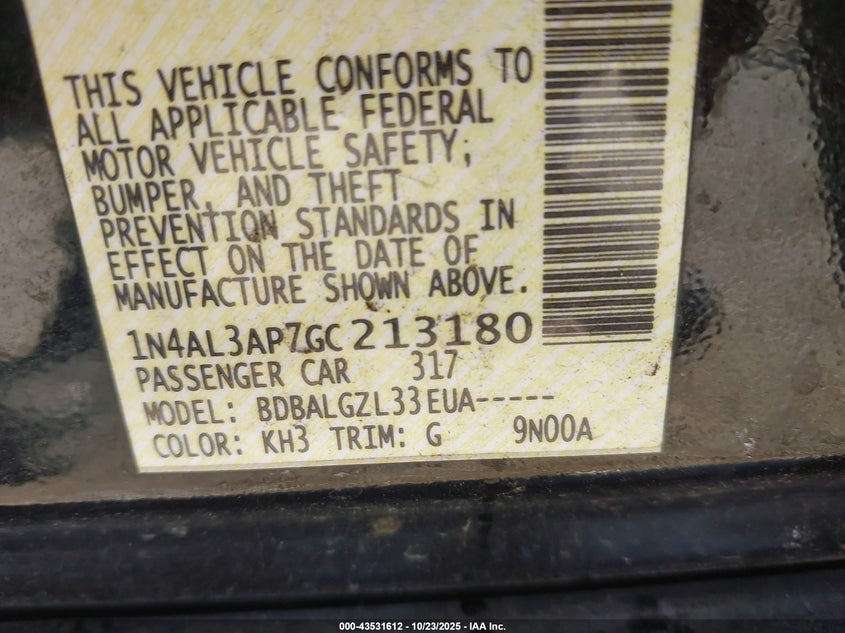 THIS VEHICLE CONFORMS TO
ALL APPLICABLE FEDERAL
MOTOR VEHICLE SAFETY,
BUMPER, AND THEFT
PREVENTION STANDARDS IN
EFFECT ON THE DATE OF
MANUFACTURE SHOWN ABOVE.
1N4AL3AP7GC213180
PASSENGER CAR 317
MODEL: BDBALGZL33EUA-----
COLOR: KH3 TRIM: G 9N00A
000-43531612 - 10/23/2025 - IAA Inc.